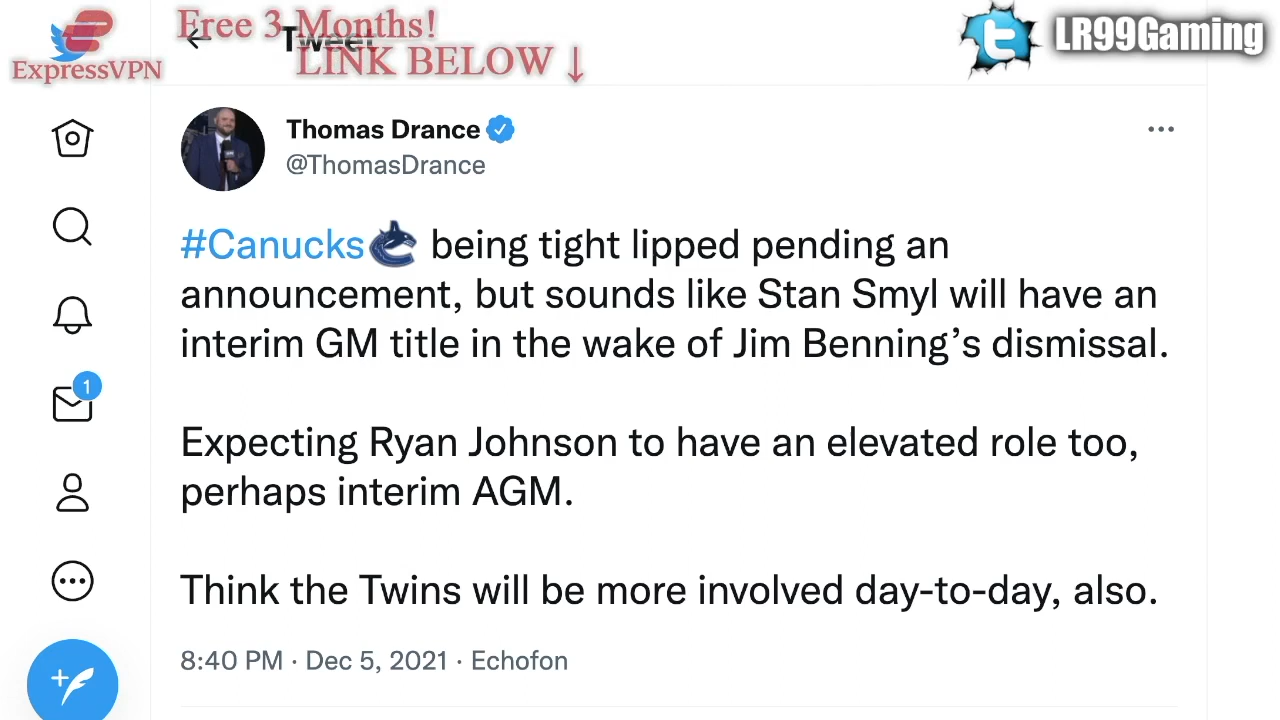 Free 3 Months!
LINK BELOW ↓
ExpressVPN
Tweet
LR99Gaming
Thomas Drance
@ThomasDrance
#Canucks being tight lipped pending an
announcement, but sounds like Stan Smyl will have an
interim GM title in the wake of Jim Benning’s dismissal.
Expecting Ryan Johnson to have an elevated role too,
perhaps interim AGM.
Think the Twins will be more involved day-to-day, also.
8:40 PM · Dec 5, 2021 · Echofon
1